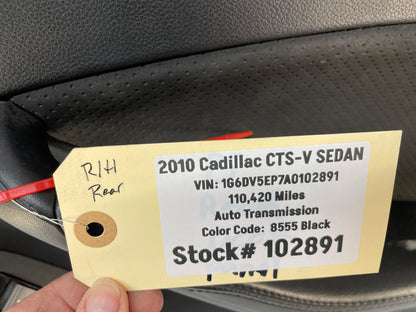 R/H
Rear
2010 Cadillac CTS-V SEDAN
VIN: 1G6DV5EP7A0102891
110,420 Miles
Auto Transmission
Color Code: 8555 Black
Stock# 102891